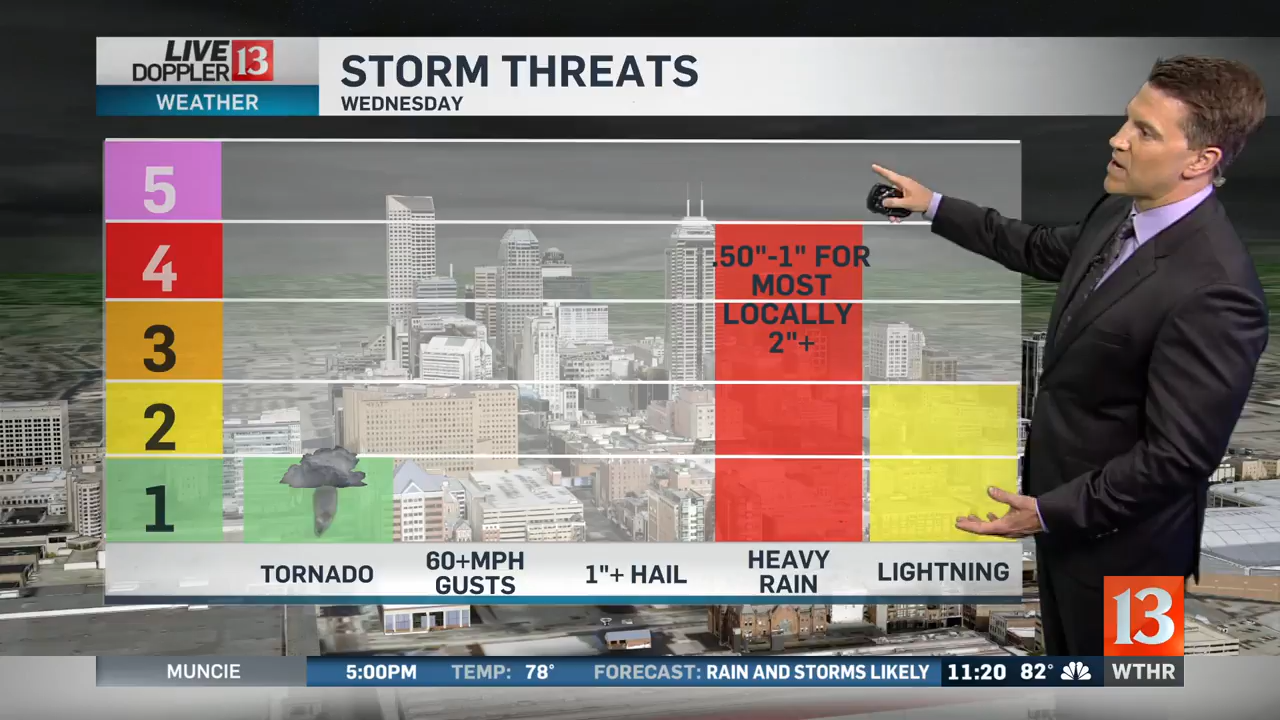 LIVE
DOPPLER 13
WEATHER
STORM THREATS
WEDNESDAY
5
4
3
2
1
.50"-1" FOR
MOST
LOCALLY
2"+
TORNADO
60+MPH
GUSTS
1"+ HAIL
HEAVY
RAIN
LIGHTNING
13
MUNCIE
5:00PM TEMP: 78° FORECAST: RAIN AND STORMS LIKELY
11:20 82°
WTHR